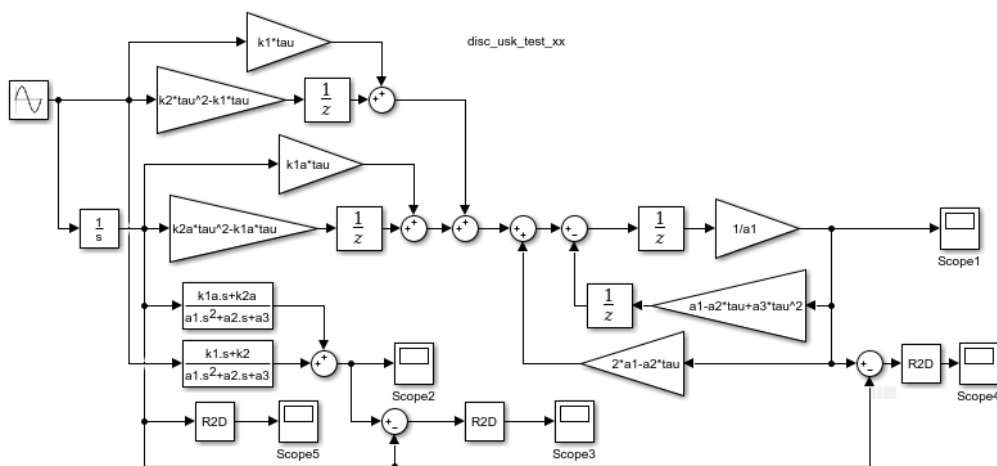 k1*tau
disc_usk_test_xx
k2*tau^2-k1*tau
1
z
+
+
k1a*tau
1
s
k2a*tau^2-k1a*tau
1
z
+
+
+
+
+
+
+
−
1
z
1/a1
Scope1
1
z
a1-a2*tau+a3*tau^2
k1a.s+k2a
a1.s²+a2.s+a3
k1.s+k2
a1.s²+a2.s+a3
+
+
Scope2
2*a1-a2*tau
+
−
R2D
Scope4
R2D
Scope5
+
−
R2D
Scope3